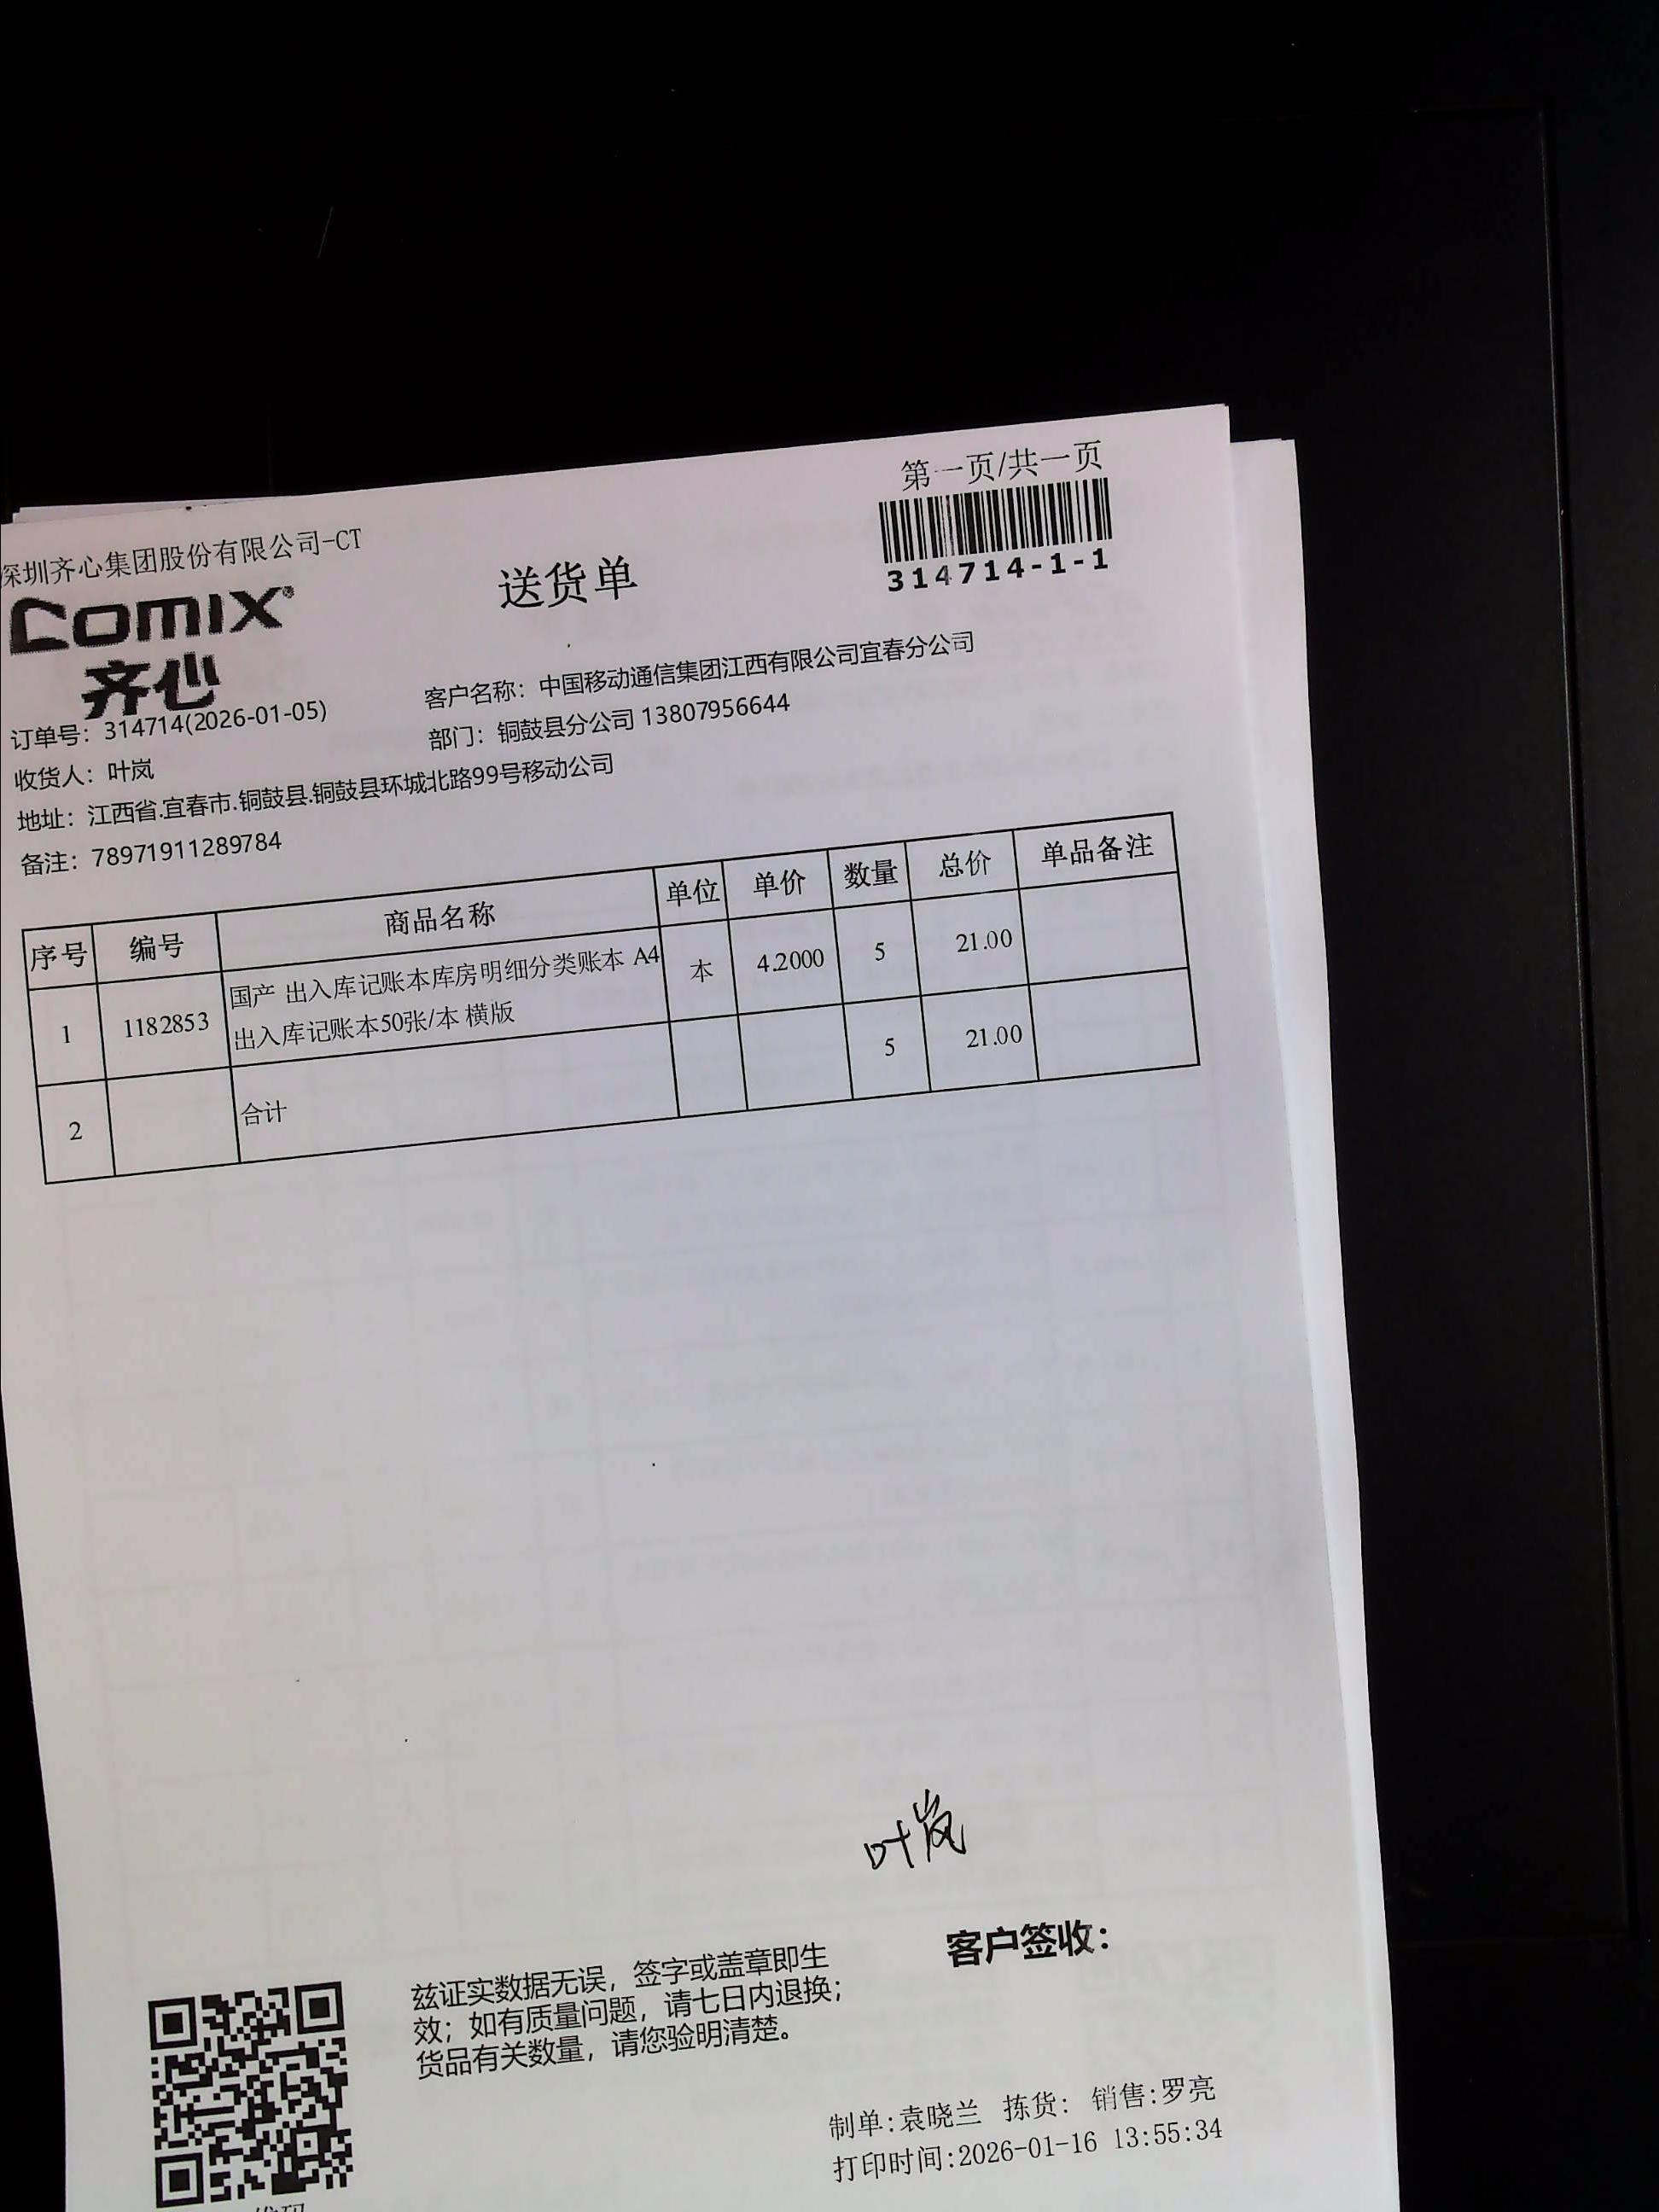 第一页/共一页
深圳齐心集团股份有限公司-CT
送货单
314714-1-1
comix®
齐心
客户名称：中国移动通信集团江西有限公司宜春分公司
订单号：314714(2026-01-05)
部门：铜鼓县分公司 13807956644
收货人：叶岚
地址：江西省.宜春市.铜鼓县.铜鼓县环城北路99号移动公司
备注：78971911289784
序号 编号 商品名称 单位 单价 数量 总价 单品备注
1 1182853 国产 出入库记账本库房明细分类账本 A4 本 4.2000 5 21.00
出入库记账本50张/本 横版
2 合计 5 21.00
叶岚
客户签收：
兹证实数据无误，签字或盖章即生
效；如有质量问题，请七日内退换；
货品有关数量，请您验明清楚。
制单:袁晓兰 拣货: 销售:罗亮
打印时间:2026-01-16 13:55:34